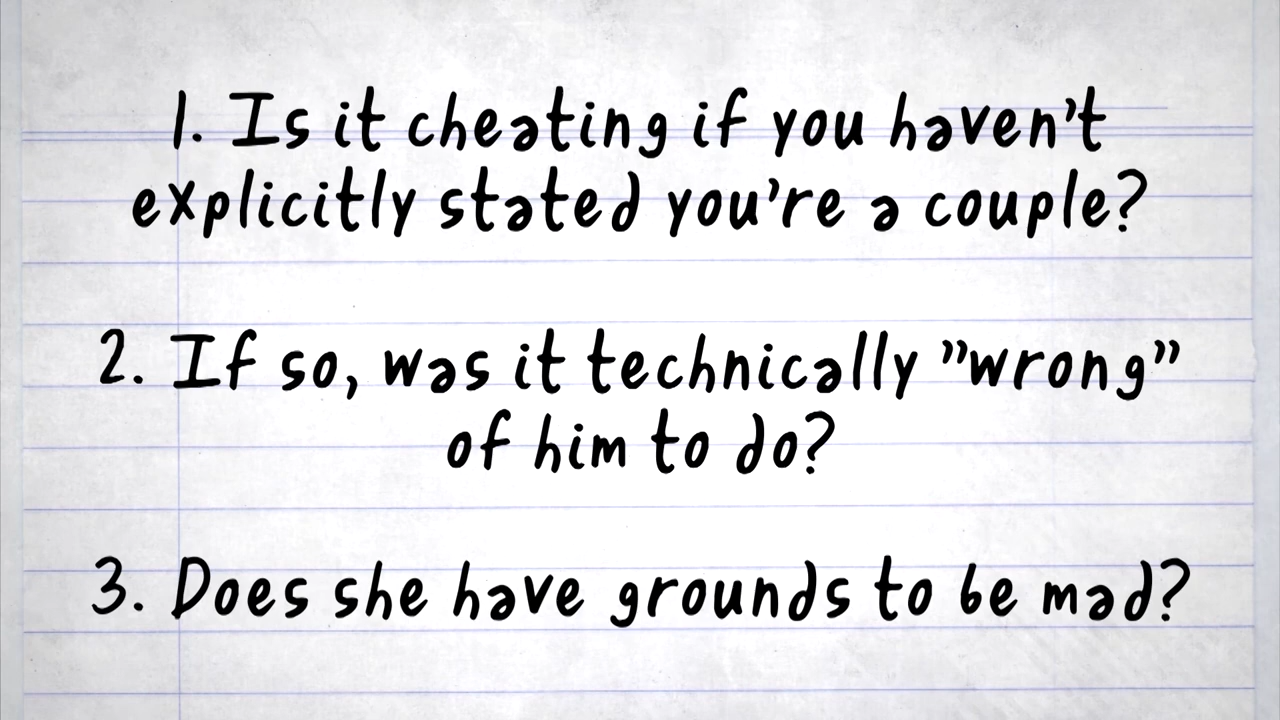 1. Is it cheating if you haven't
explicitly stated you're a couple?
2. If so, was it technically "wrong"
of him to do?
3. Does she have grounds to be mad?